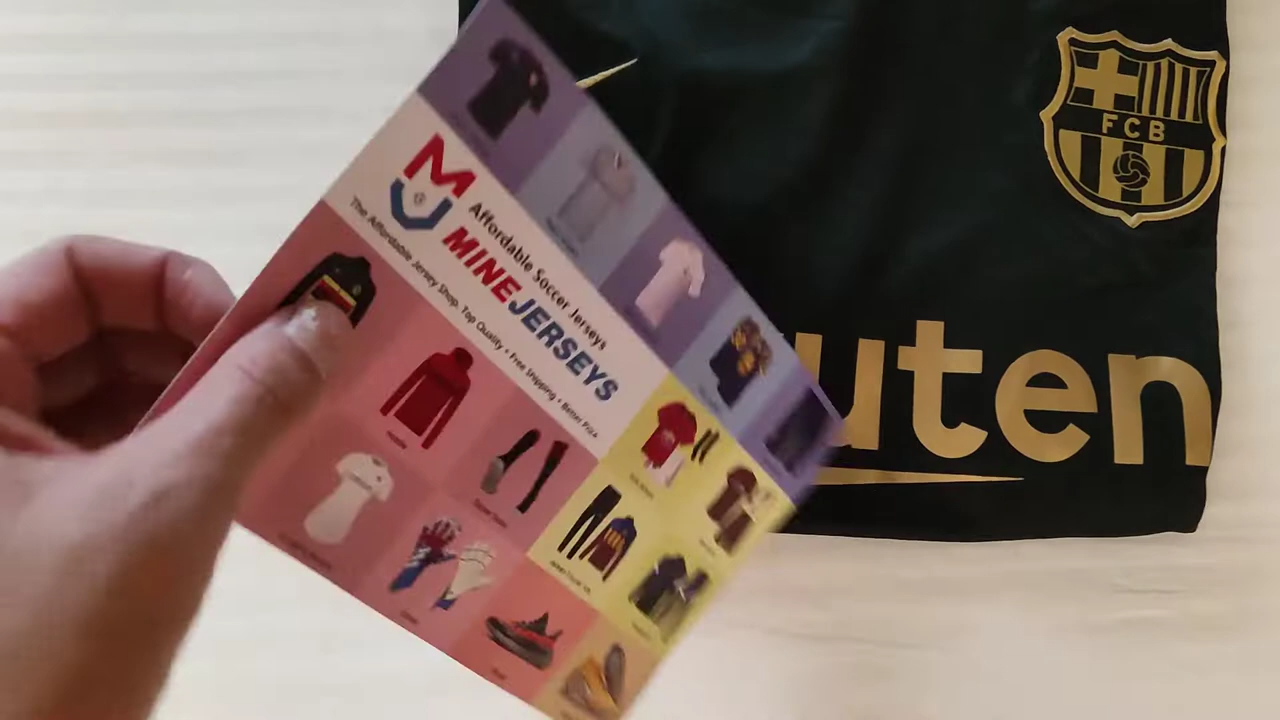 FCB
uten
Affordable Soccer Jerseys
MINEJERSEYS
The Affordable Jersey Shop. Top Quality • Free Shipping • Better Price